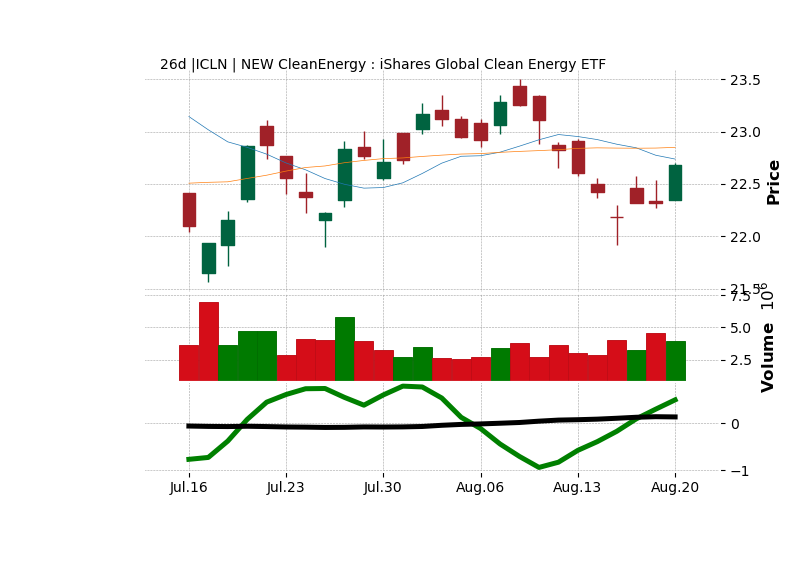 26d |ICLN | NEW CleanEnergy : iShares Global Clean Energy ETF
23.5
23.0
22.5
22.0
21.5
Price
10⁶
7.5
5.0
2.5
Volume
0
−1
Jul.16 Jul.23 Jul.30 Aug.06 Aug.13 Aug.20